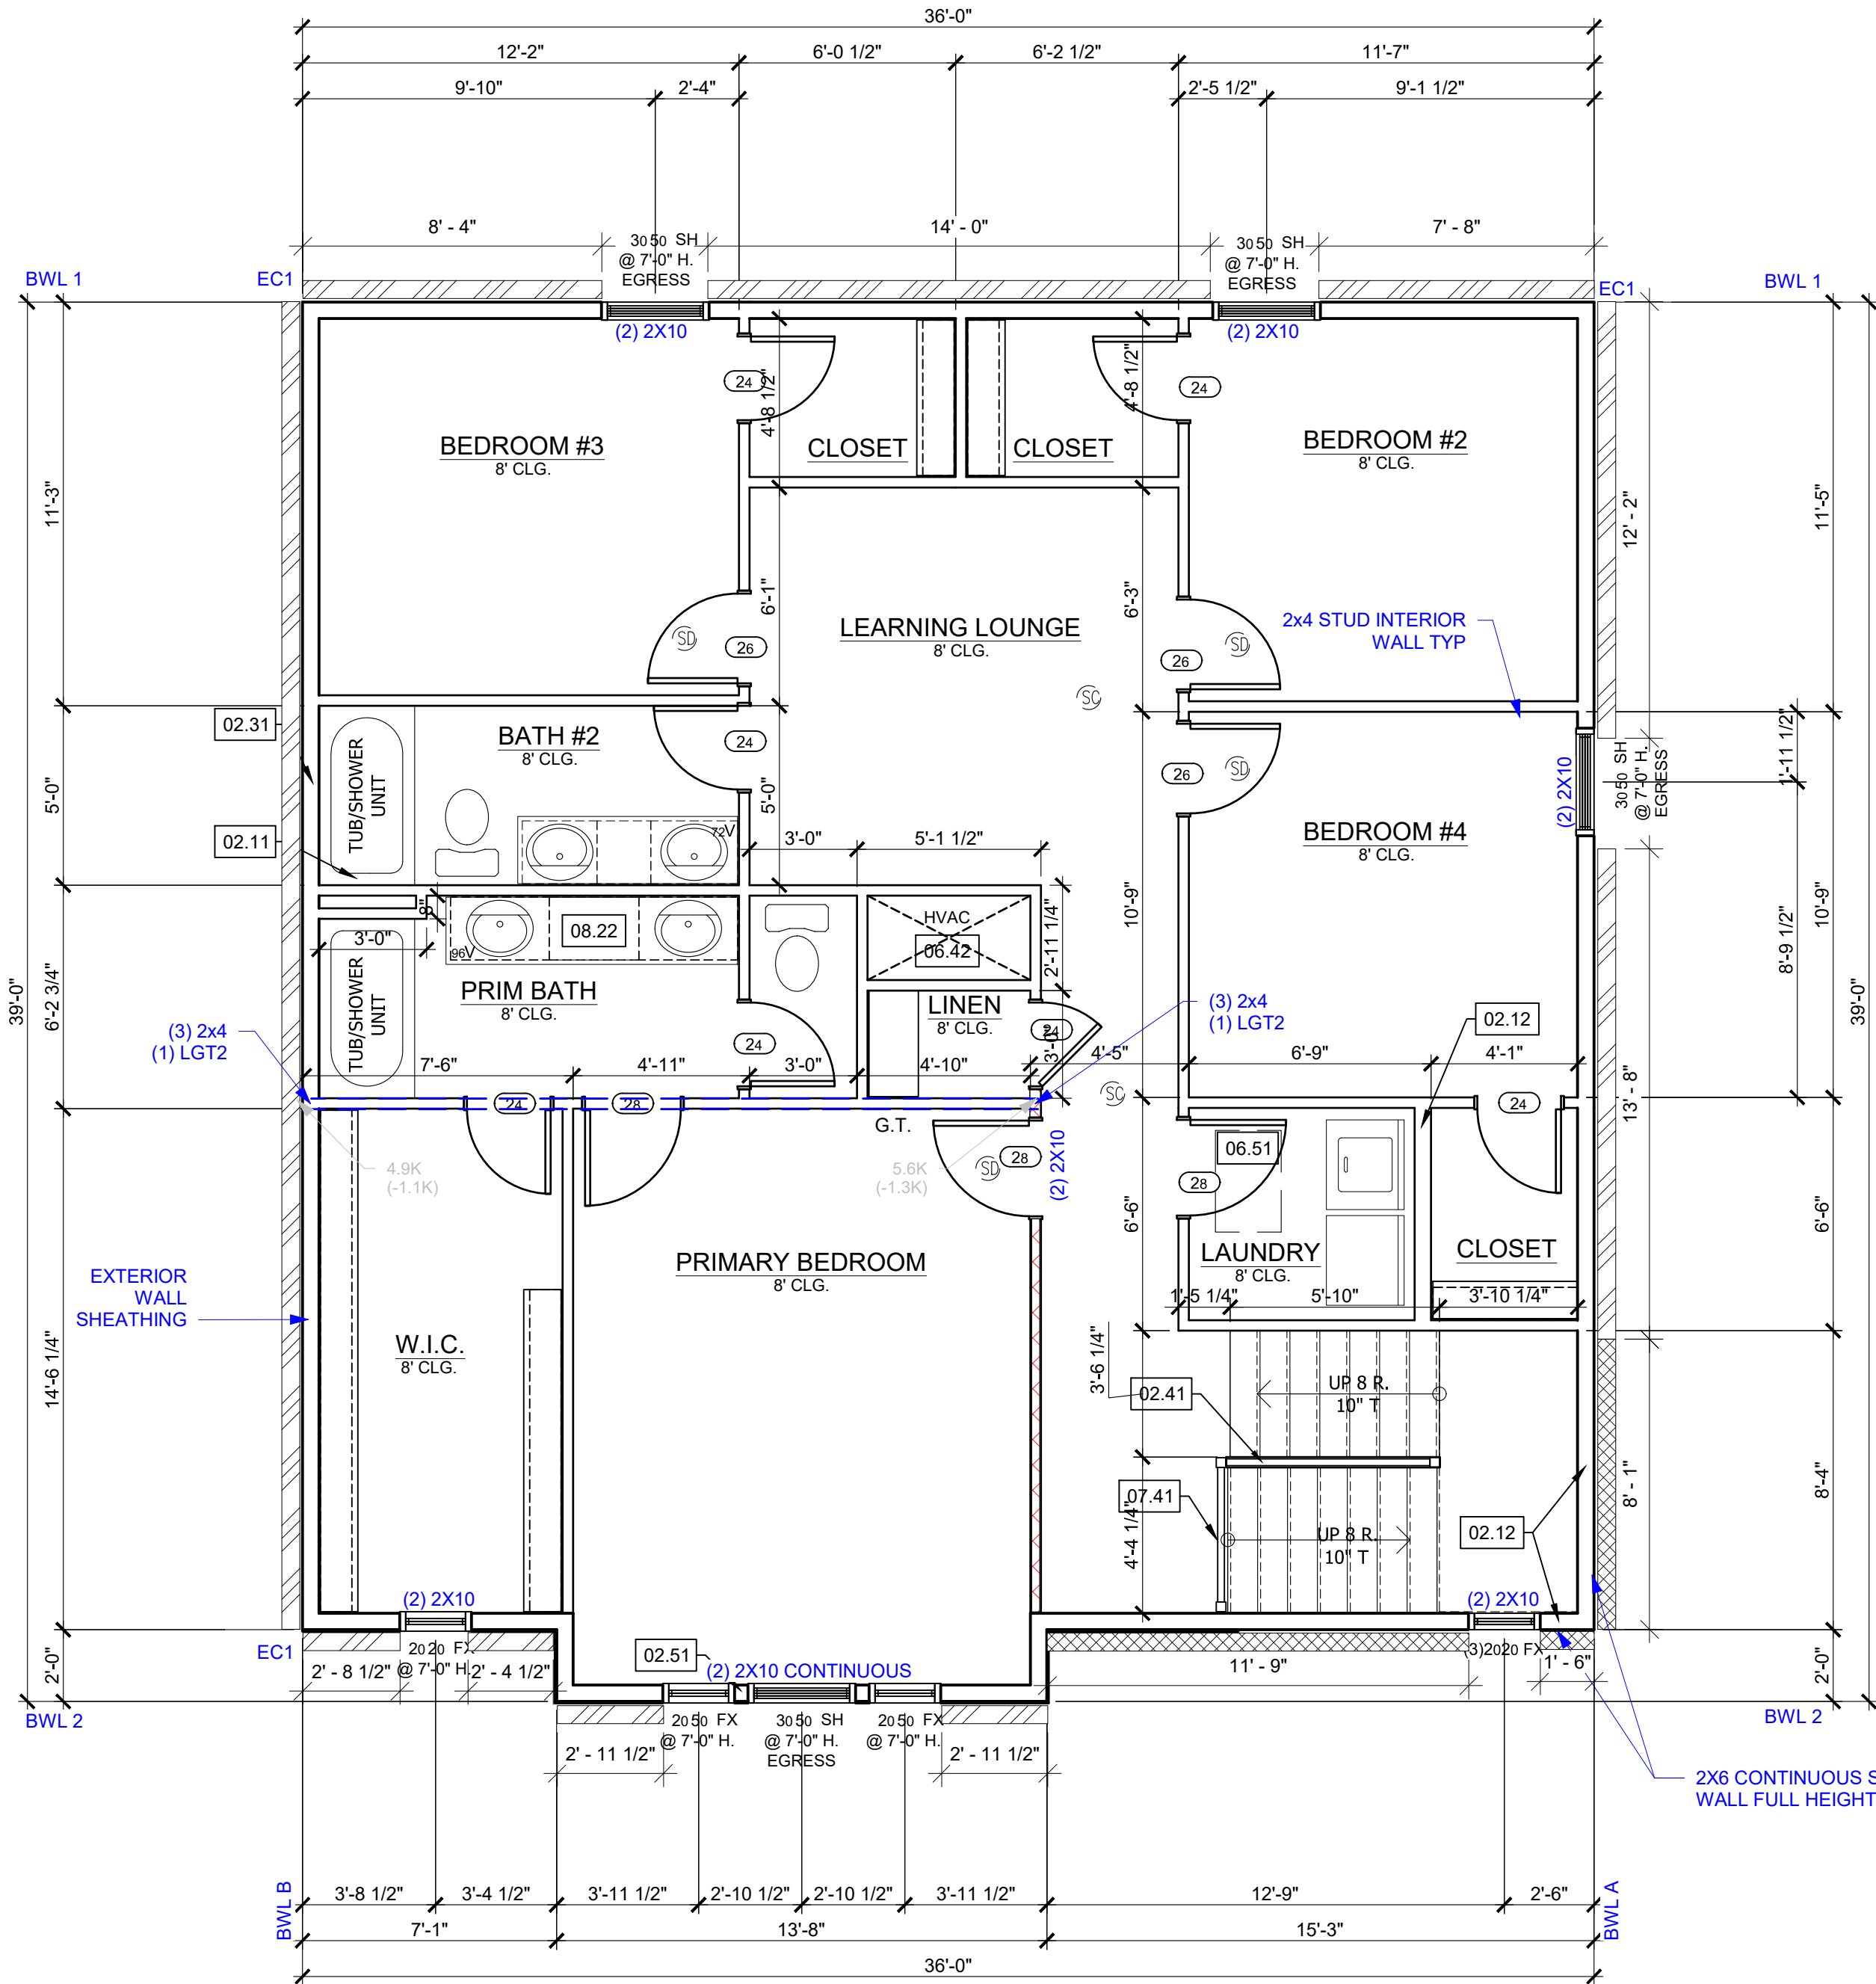 36'-0"
12'-2"
6'-0 1/2"
6'-2 1/2"
11'-7"
9'-10"
2'-4"
2'-5 1/2"
9'-1 1/2"
8' - 4"
14' - 0"
7' - 8"
3050 SH
@ 7'-0" H.
EGRESS
3050 SH
@ 7'-0" H.
EGRESS
BWL 1
EC1
EC1
BWL 1
(2) 2X10
(2) 2X10
24
4'-8 1/2"
4'-8 1/2"
24
BEDROOM #3
8' CLG.
CLOSET
CLOSET
BEDROOM #2
8' CLG.
11'-3"
12' - 2"
11'-5"
6'-1"
6'-3"
LEARNING LOUNGE
8' CLG.
2x4 STUD INTERIOR
WALL TYP
SD
26
26
SD
SC
02.31
BATH #2
8' CLG.
24
26
SD
TUB/SHOWER
UNIT
5'-0"
5'-0"
(2) 2X10
3050 SH
@ 7'-0" H.
EGRESS
1'-11 1/2"
02.11
72V
3'-0"
5'-1 1/2"
BEDROOM #4
8' CLG.
10'-9"
8'-9 1/2"
10'-9"
8"
3'-0"
08.22
96V
HVAC
06.42
2'-11 1/4"
39'-0"
6'-2 3/4"
39'-0"
TUB/SHOWER
UNIT
PRIM BATH
8' CLG.
LINEN
8' CLG.
(3) 2x4
(1) LGT2
(3) 2x4
(1) LGT2
02.12
24
24
3'-0"
7'-6"
4'-11"
3'-0"
4'-10"
4'-5"
6'-9"
4'-1"
SC
13' - 8"
24
28
24
G.T.
4.9K
(-1.1K)
5.6K
(-1.3K)
SD
28
(2) 2X10
28
06.51
6'-6"
6'-6"
PRIMARY BEDROOM
8' CLG.
LAUNDRY
8' CLG.
CLOSET
EXTERIOR
WALL
SHEATHING
1'-5 1/4"
5'-10"
3'-10 1/4"
W.I.C.
8' CLG.
14'-6 1/4"
3'-6 1/4"
02.41
UP 8 R.
10" T
07.41
4'-4 1/4"
UP 8 R.
10" T
02.12
8' - 1"
8'-4"
(2) 2X10
(2) 2X10
EC1
2020 FX
@ 7'-0" H.
2' - 8 1/2"
2' - 4 1/2"
02.51
(2) 2X10 CONTINUOUS
11' - 9"
(3)2020 FX
1' - 6"
2'-0"
2'-0"
BWL 2
BWL 2
2050 FX
@ 7'-0" H.
3050 SH
@ 7'-0" H.
EGRESS
2050 FX
@ 7'-0" H.
2' - 11 1/2"
2' - 11 1/2"
2X6 CONTINUOUS S
WALL FULL HEIGHT
BWL B
3'-8 1/2"
3'-4 1/2"
3'-11 1/2"
2'-10 1/2"
2'-10 1/2"
3'-11 1/2"
12'-9"
2'-6"
BWL A
7'-1"
13'-8"
15'-3"
36'-0"